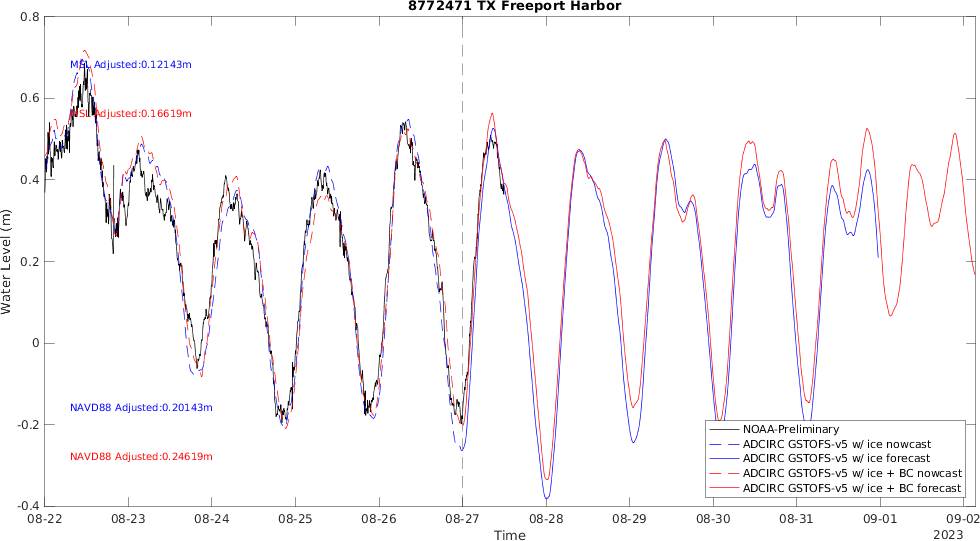 8772471 TX Freeport Harbor
0.8
0.6
0.4
0.2
0
-0.2
-0.4
Water Level (m)
MSL Adjusted:0.12143m
MSL Adjusted:0.16619m
NAVD88 Adjusted:0.20143m
NAVD88 Adjusted:0.24619m
NOAA-Preliminary
ADCIRC GSTOFS-v5 w/ ice nowcast
ADCIRC GSTOFS-v5 w/ ice forecast
ADCIRC GSTOFS-v5 w/ ice + BC nowcast
ADCIRC GSTOFS-v5 w/ ice + BC forecast
08-22 08-23 08-24 08-25 08-26 08-27 08-28 08-29 08-30 08-31 09-01 09-02
Time
2023